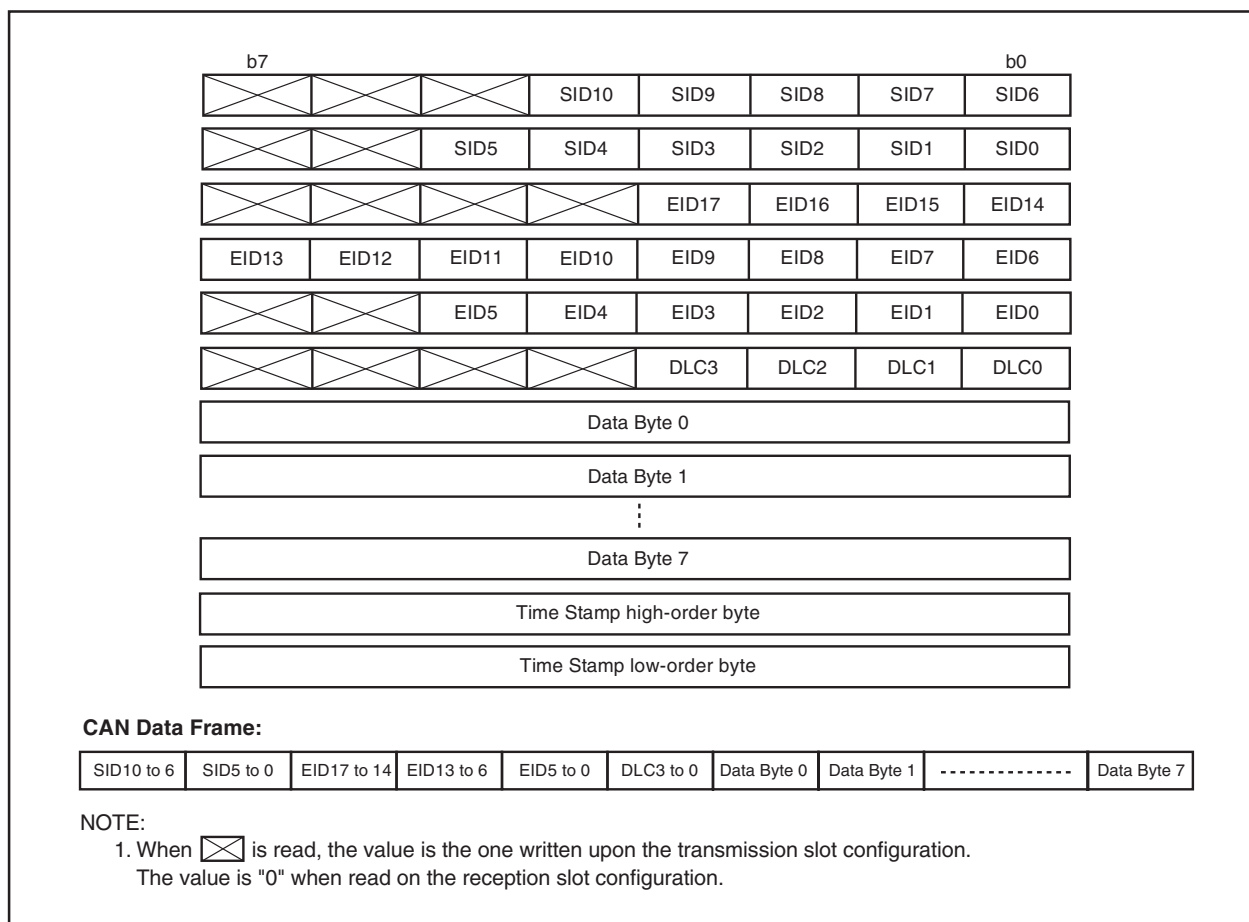 b7 b0
SID10 SID9 SID8 SID7 SID6
SID5 SID4 SID3 SID2 SID1 SID0
EID17 EID16 EID15 EID14
EID13 EID12 EID11 EID10 EID9 EID8 EID7 EID6
EID5 EID4 EID3 EID2 EID1 EID0
DLC3 DLC2 DLC1 DLC0
Data Byte 0
Data Byte 1
Data Byte 7
Time Stamp high-order byte
Time Stamp low-order byte
CAN Data Frame:
SID10 to 6 SID5 to 0 EID17 to 14 EID13 to 6 EID5 to 0 DLC3 to 0 Data Byte 0 Data Byte 1 Data Byte 7
NOTE:
1. When is read, the value is the one written upon the transmission slot configuration.
The value is "0" when read on the reception slot configuration.